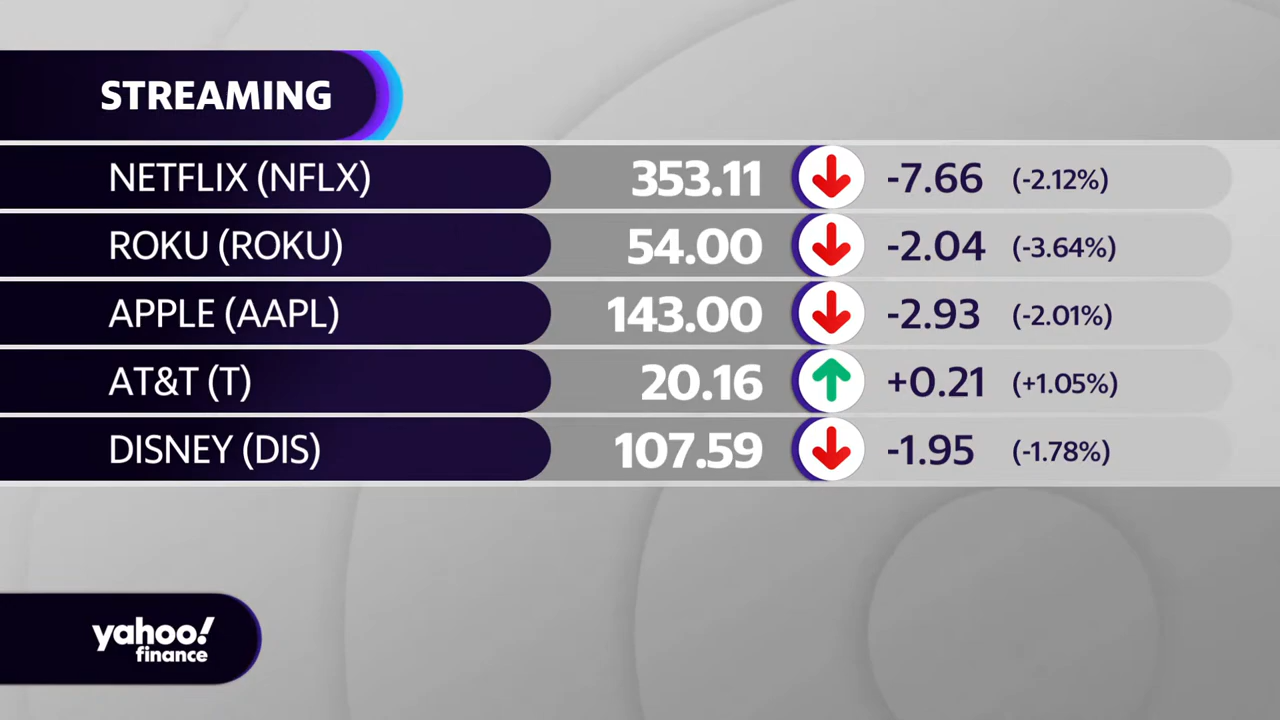 STREAMING
NETFLIX (NFLX) 353.11 -7.66 (-2.12%)
ROKU (ROKU) 54.00 -2.04 (-3.64%)
APPLE (AAPL) 143.00 -2.93 (-2.01%)
AT&T (T) 20.16 +0.21 (+1.05%)
DISNEY (DIS) 107.59 -1.95 (-1.78%)
yahoo!
finance